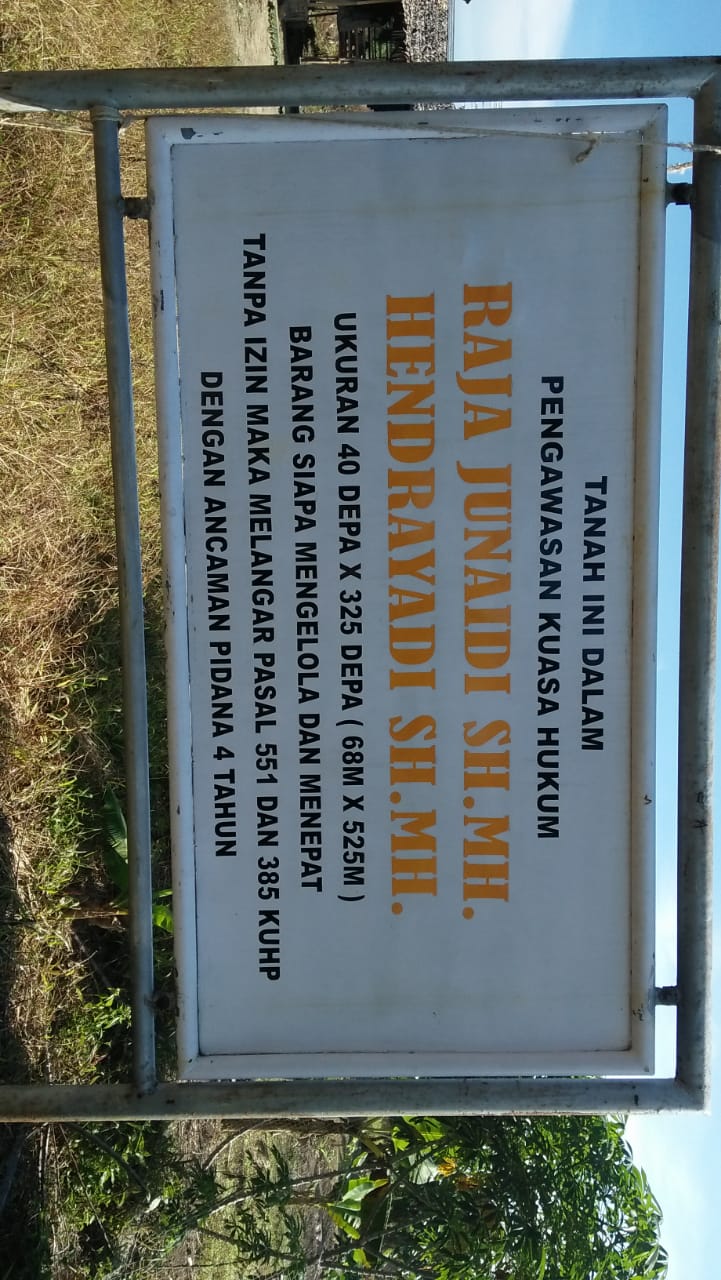 TANAH INI DALAM
PENGAWASAN KUASA HUKUM
RAJA JUNAIDI SH.MH.
HENDRAYADI SH.MH.
UKURAN 40 DEPA X 325 DEPA ( 68M X 525M )
BARANG SIAPA MENGELOLA DAN MENEPAT
TANPA IZIN MAKA MELANGAR PASAL 551 DAN 385 KUHP
DENGAN ANCAMAN PIDANA 4 TAHUN